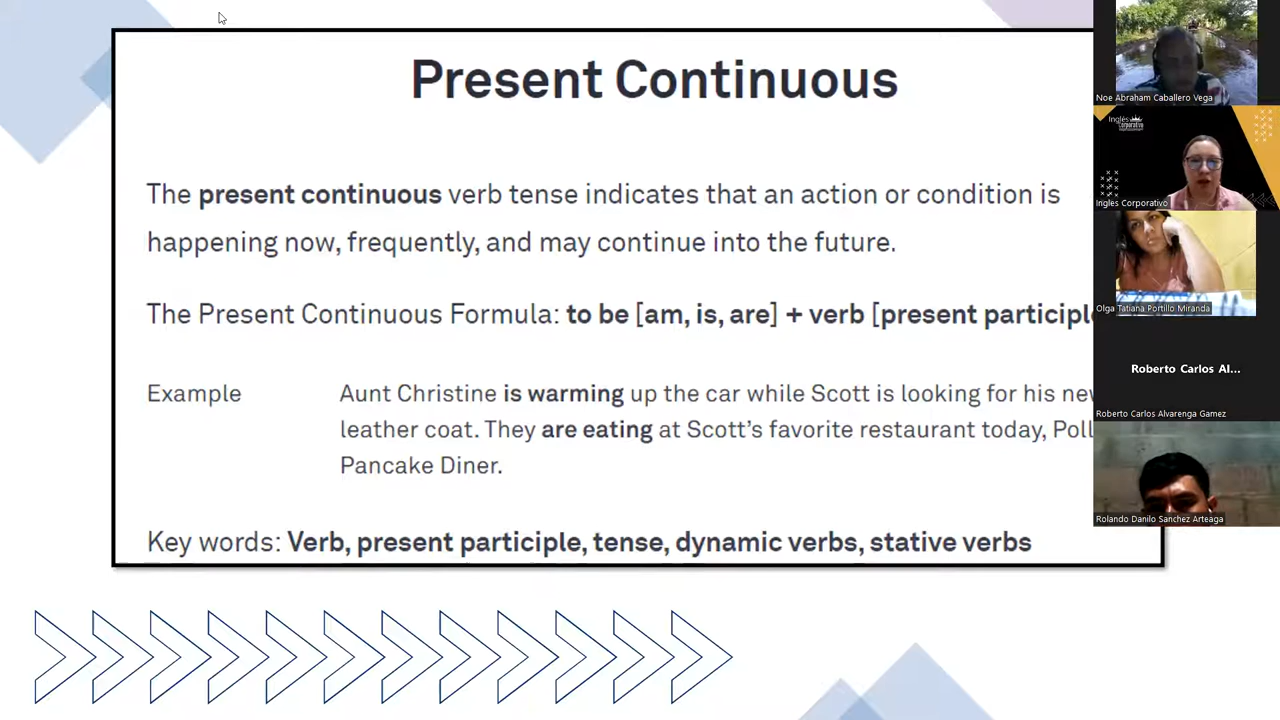 Present Continuous
The present continuous verb tense indicates that an action or condition is
happening now, frequently, and may continue into the future.
The Present Continuous Formula: to be [am, is, are] + verb [present participl
Example
Aunt Christine is warming up the car while Scott is looking for his new
leather coat. They are eating at Scott's favorite restaurant today, Poll
Pancake Diner.
Key words: Verb, present participle, tense, dynamic verbs, stative verbs
Noe Abraham Caballero Vega
Inglés
Corporativo
Ingles Corporativo
Olga Tatiana Portillo Miranda
Roberto Carlos Al...
Roberto Carlos Alvarenga Gamez
Rolando Danilo Sanchez Arteaga